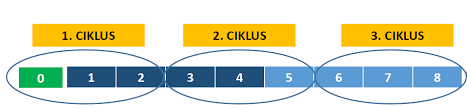 1. CIKLUS 2. CIKLUS 3. CIKLUS
0 1 2 3 4 5 6 7 8